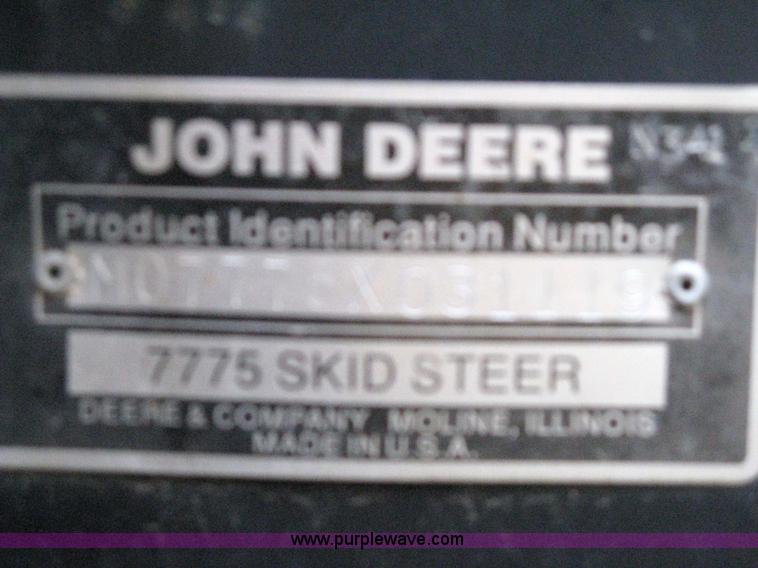 JOHN DEERE
Product Identification Number
7775 SKID STEER
DEERE & COMPANY MOLINE, ILLINOIS
MADE IN U.S.A.
www.purplewave.com